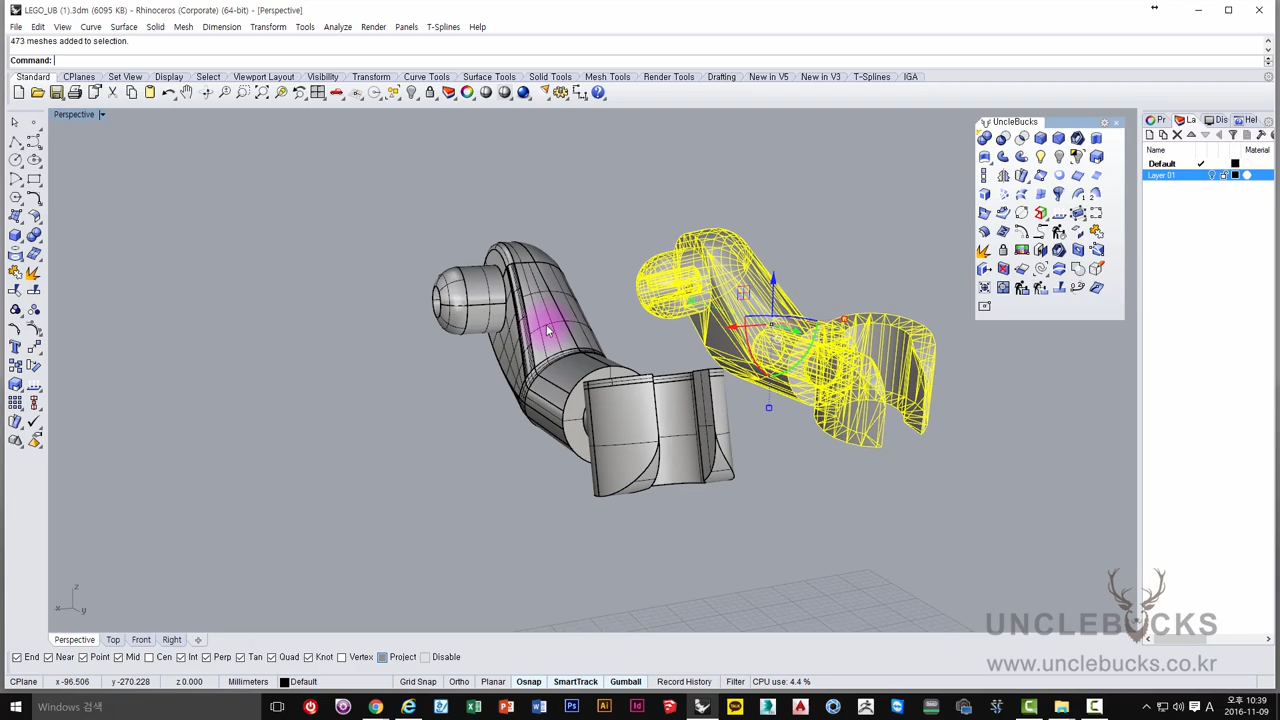 LEGO_UB (1).3dm (6095 KB) - Rhinoceros (Corporate) (64-bit) - [Perspective]
File Edit View Curve Surface Solid Mesh Dimension Transform Tools Analyze Render Panels T-Splines Help
473 meshes added to selection.
Command:
Standard CPlanes Set View Display Select Viewport Layout Visibility Transform Curve Tools Surface Tools Solid Tools Mesh Tools Render Tools Drafting New in V5 New in V3 T-Splines IGA
Perspective
UncleBucks
Pr La Dis Hel
Name Material
Default
Layer 01
z
x y
UNCLEBUCKS
www.unclebucks.co.kr
Perspective Top Front Right
End Near Point Mid Cen Int Perp Tan Quad Knot Vertex Project Disable
CPlane x -96.506 y -270.228 z 0.000 Millimeters Default Grid Snap Ortho Planar Osnap SmartTrack Gumball Record History Filter CPU use: 4.4 %
Windows 검색
A 오후 10:39
2016-11-09